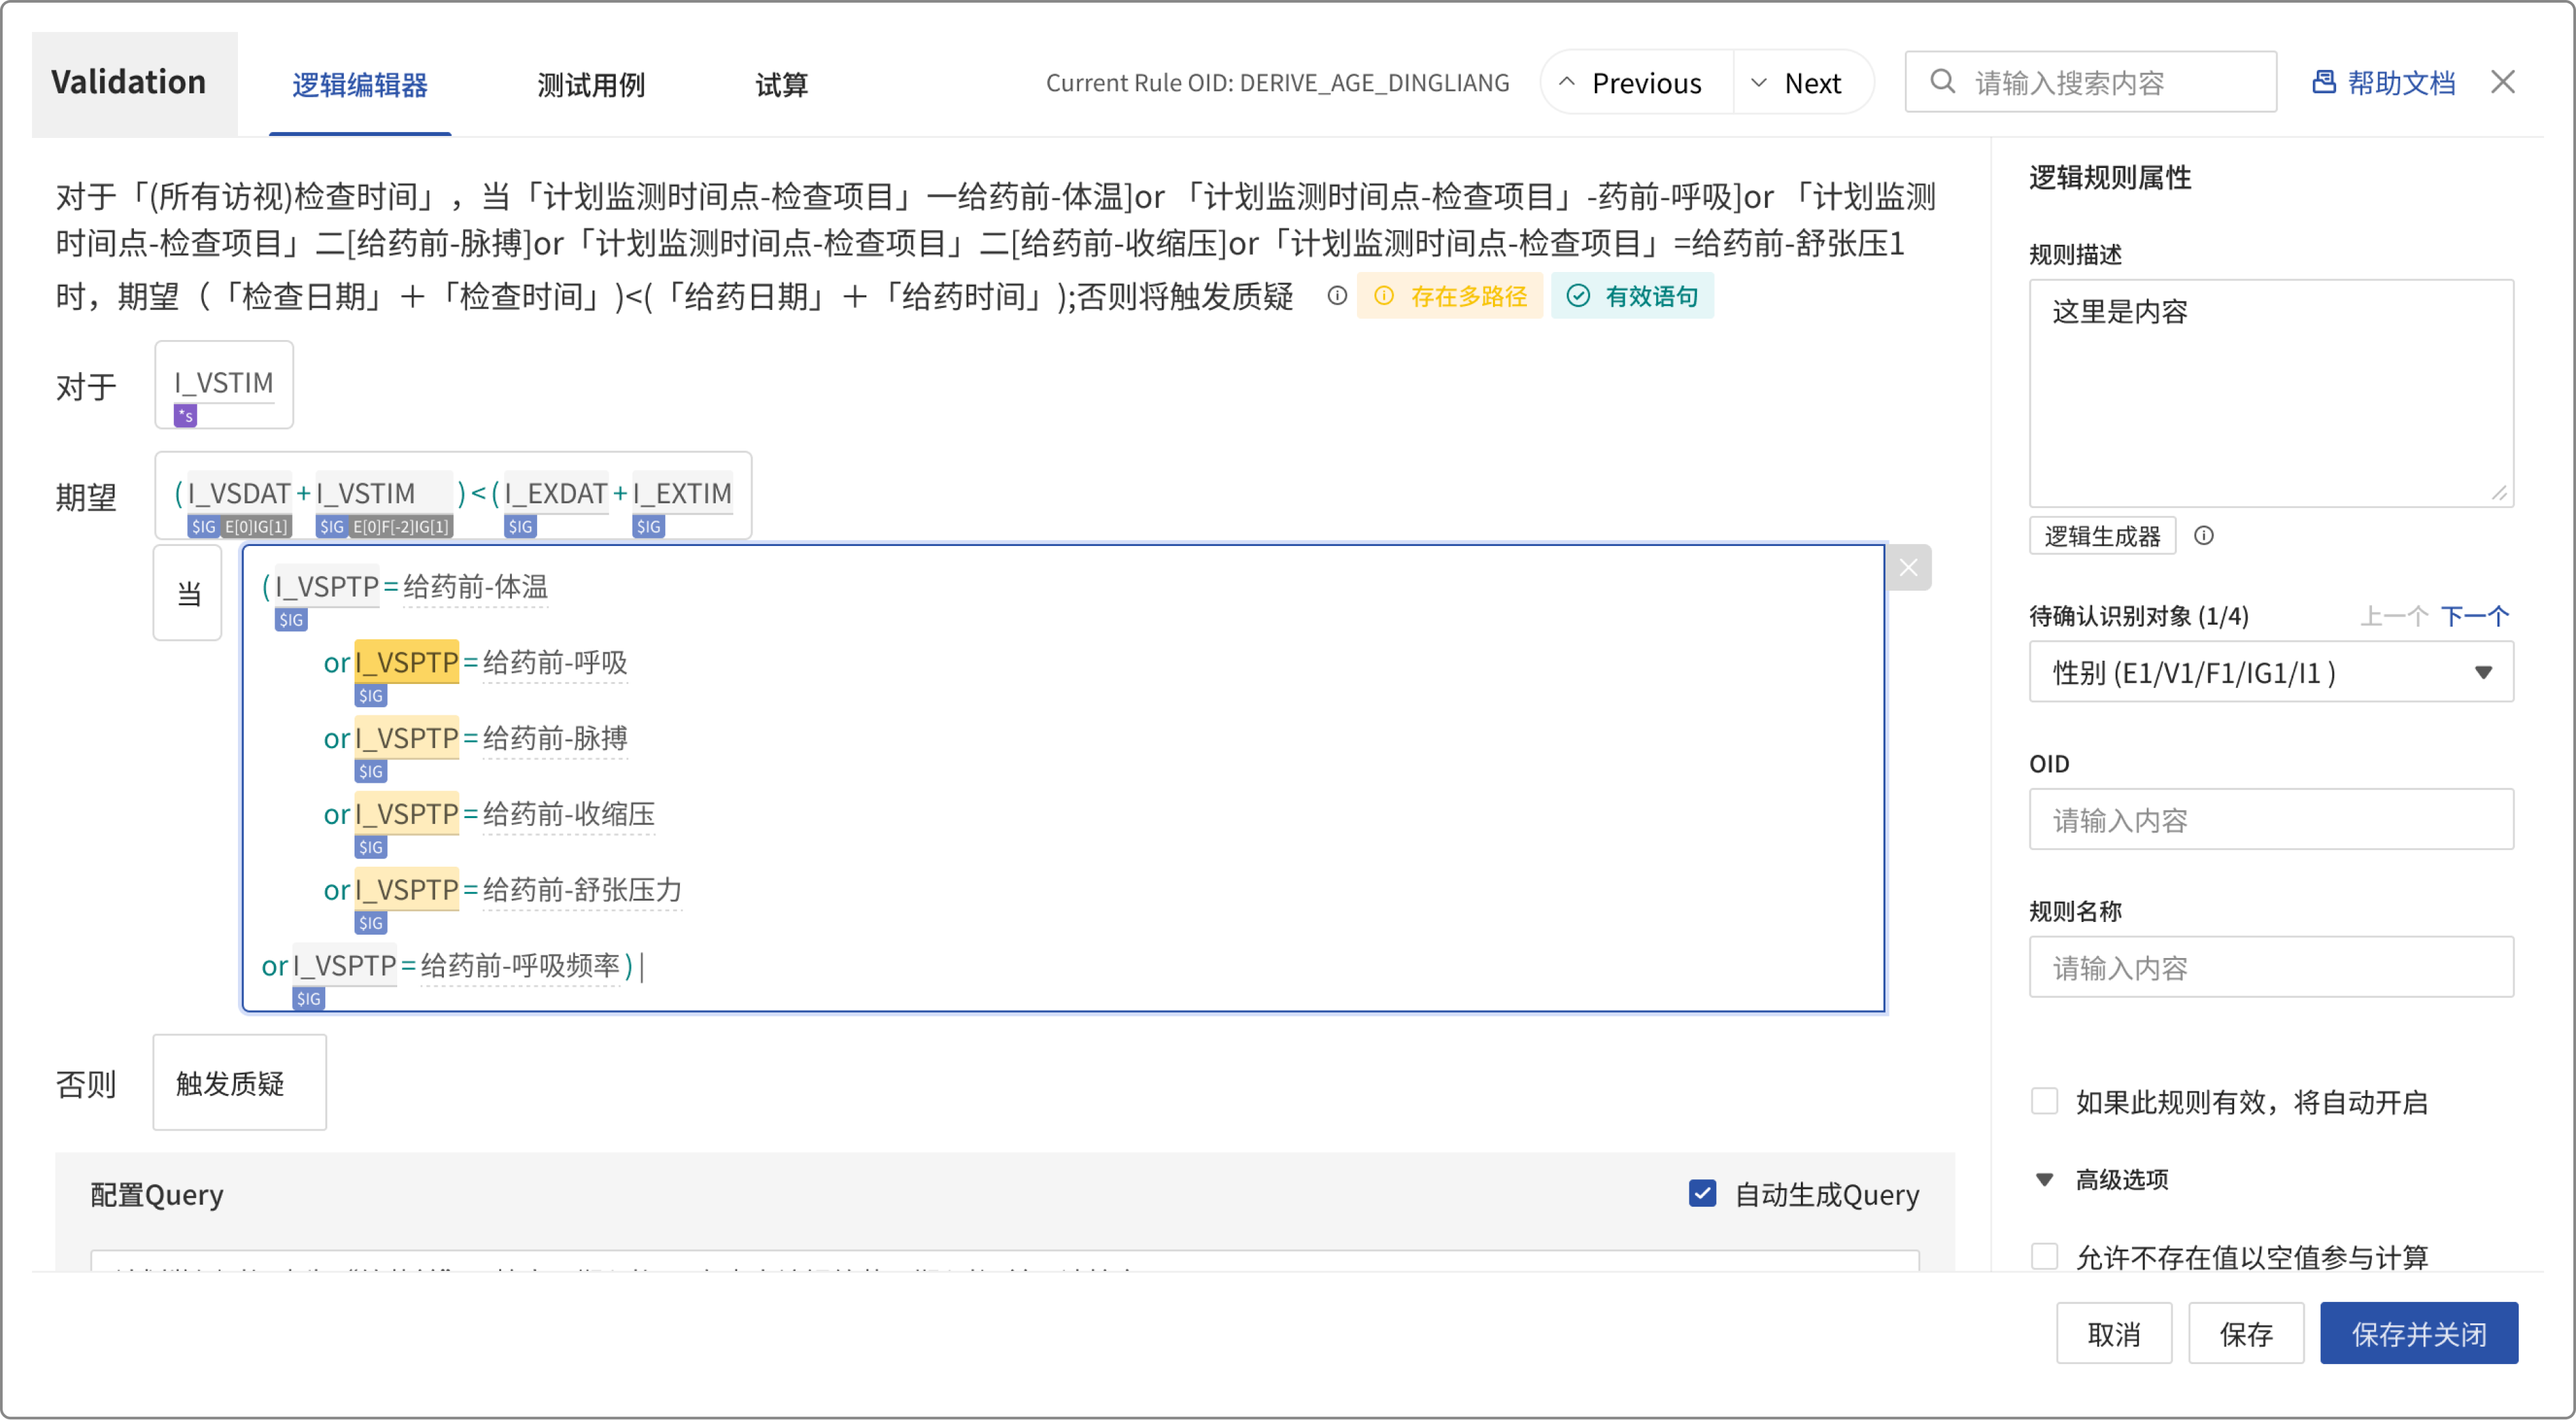 Validation
逻辑编辑器
测试用例
试算
Current Rule OID: DERIVE_AGE_DINGLIANG
Previous
Next
请输入搜索内容
帮助文档
对于「(所有访视)检查时间」，当「计划监测时间点-检查项目」一给药前-体温]or「计划监测时间点-检查项目」-药前-呼吸]or「计划监测
时间点-检查项目」二[给药前-脉搏]or「计划监测时间点-检查项目」二[给药前-收缩压]or「计划监测时间点-检查项目」=给药前-舒张压1
时，期望（「检查日期」＋「检查时间」)<(「给药日期」＋「给药时间」);否则将触发质疑
存在多路径
有效语句
对于
I_VSTIM
*s
期望
(I_VSDAT+I_VSTIM )<(I_EXDAT+I_EXTIM
$IG E[0]IG[1] $IG E[0]F[-2]IG[1] $IG $IG
当
(I_VSPTP=给药前-体温
$IG
orI_VSPTP=给药前-呼吸
$IG
orI_VSPTP=给药前-脉搏
$IG
orI_VSPTP=给药前-收缩压
$IG
orI_VSPTP=给药前-舒张压力
$IG
orI_VSPTP=给药前-呼吸频率)
$IG
否则
触发质疑
配置Query
自动生成Query
逻辑规则属性
规则描述
这里是内容
逻辑生成器
待确认识别对象 (1/4)
上一个 下一个
性别 (E1/V1/F1/IG1/I1 )
OID
请输入内容
规则名称
请输入内容
如果此规则有效，将自动开启
高级选项
允许不存在值以空值参与计算
取消
保存
保存并关闭